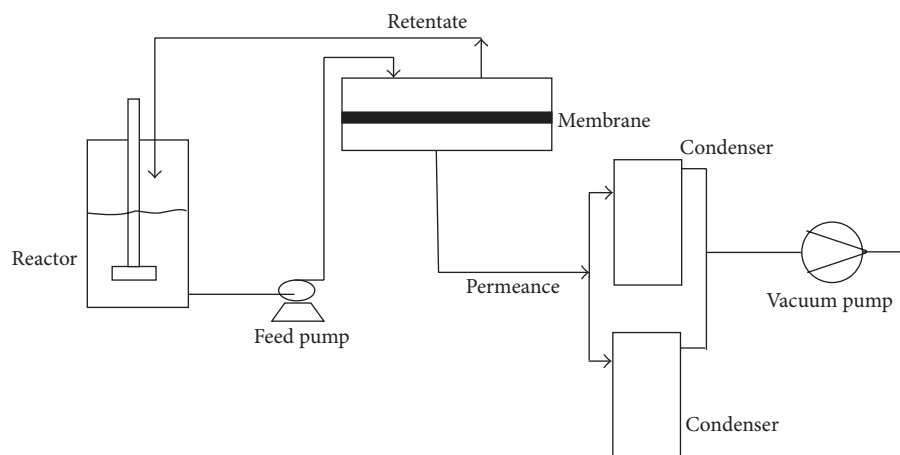 Retentate
Membrane
Condenser
Reactor
Permeance
Vacuum pump
Feed pump
Condenser